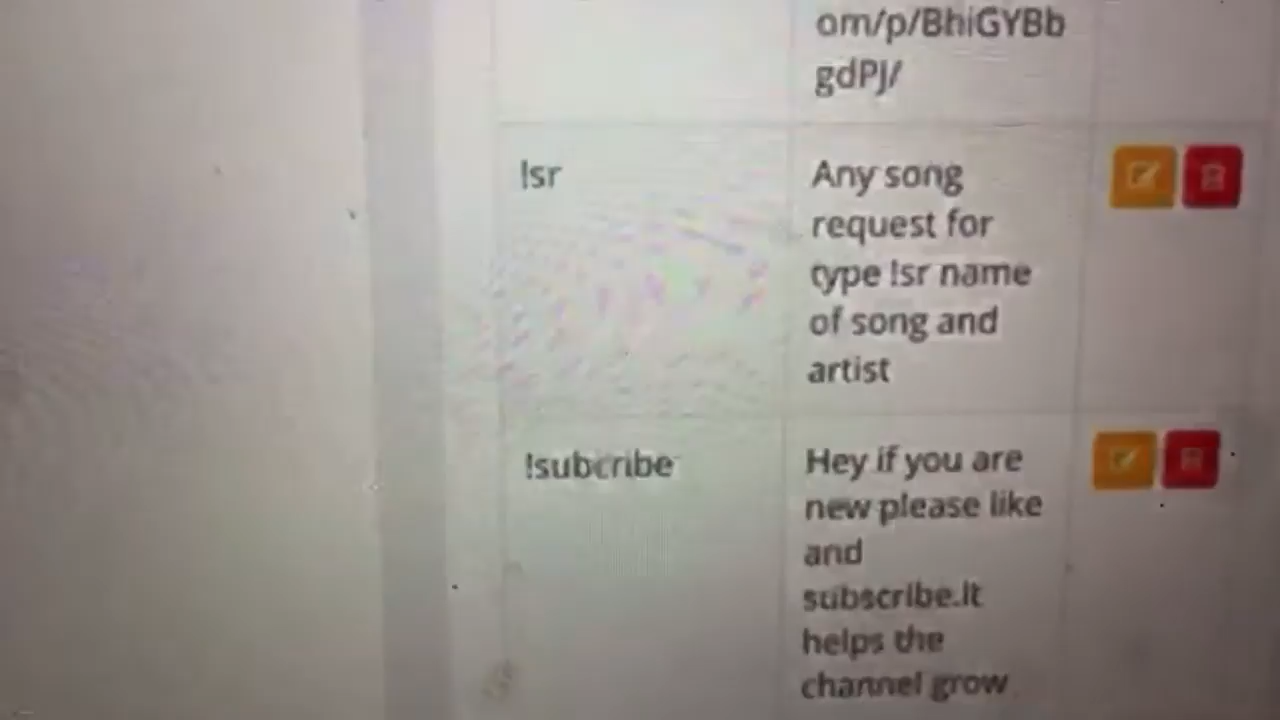 om/p/BhiGYBb
gdPJ/
!sr
Any song
request for
type !sr name
of song and
artist
!subcribe
Hey if you are
new please like
and
subscribe.It
helps the
channel grow